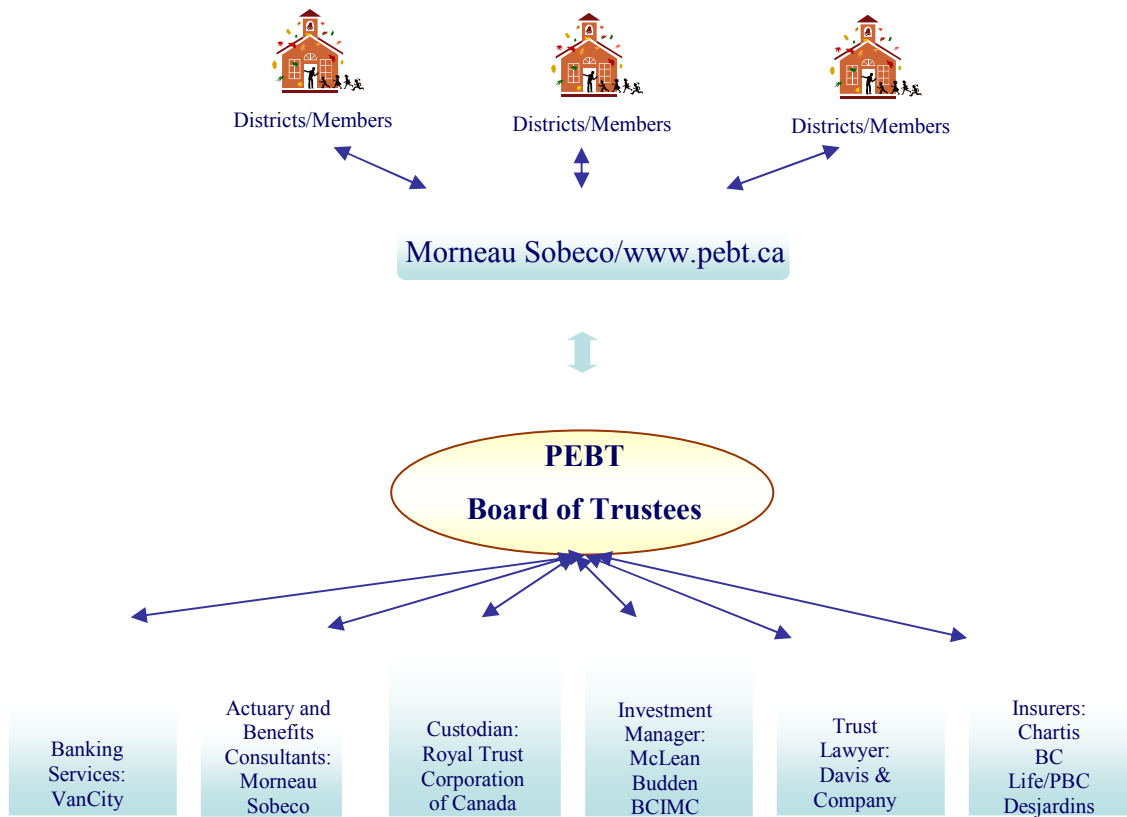 Districts/Members
Districts/Members
Districts/Members
Morneau Sobeco/www.pebt.ca
PEBT
Board of Trustees
Banking
Services:
VanCity
Actuary and
Benefits
Consultants:
Morneau
Sobeco
Custodian:
Royal Trust
Corporation
of Canada
Investment
Manager:
McLean
Budden
BCIMC
Trust
Lawyer:
Davis &
Company
Insurers:
Chartis
BC
Life/PBC
Desjardins